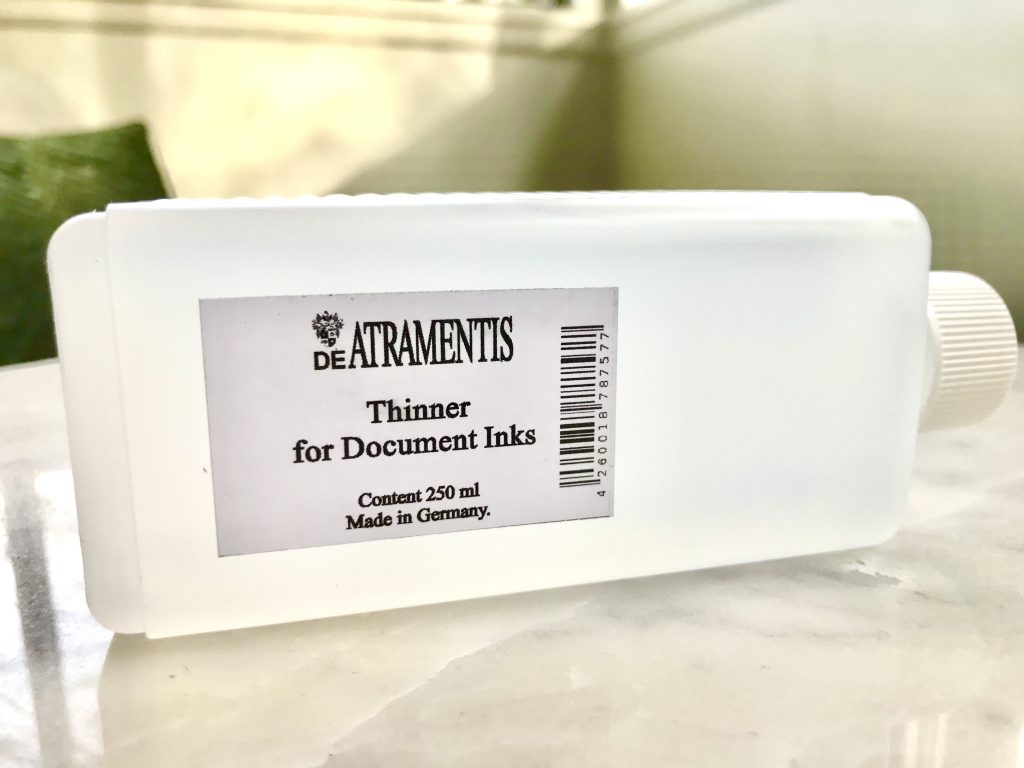 DE ATRAMENTIS
Thinner
for Document Inks
Content 250 ml
Made in Germany.
4 260018 787577